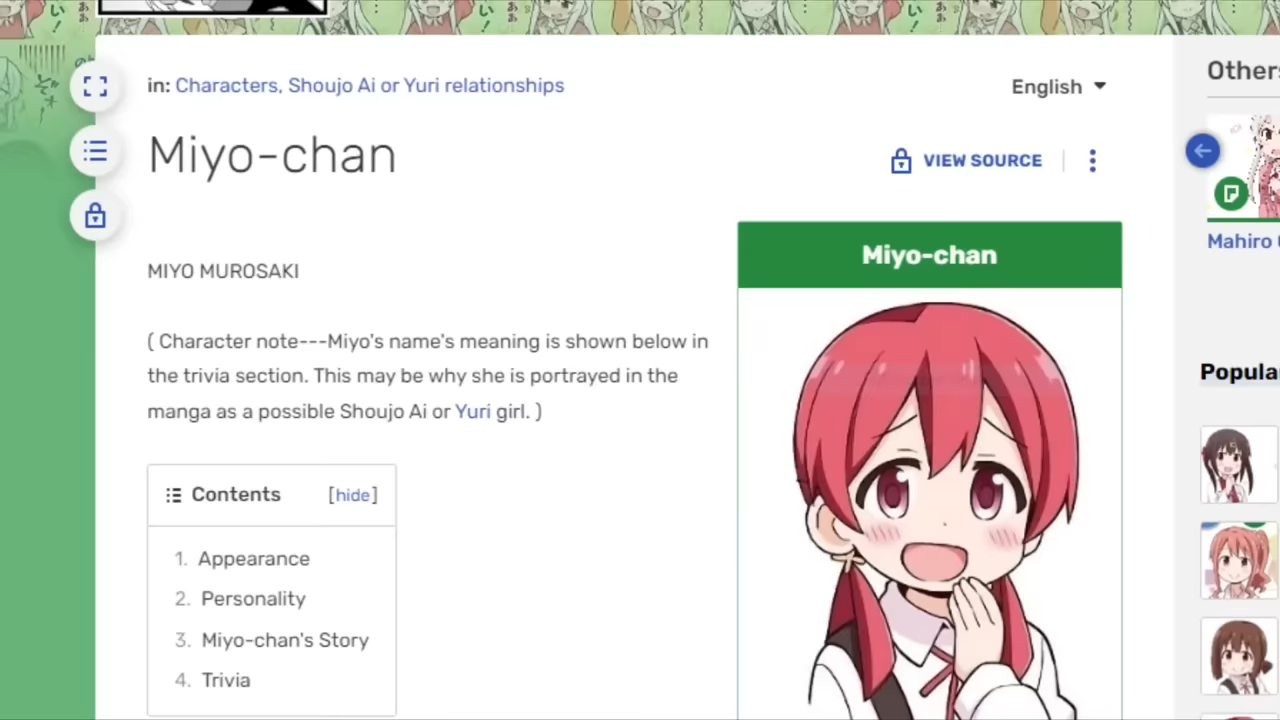 in: Characters, Shoujo Ai or Yuri relationships
English
Others
Miyo-chan
VIEW SOURCE
Mahiro
MIYO MUROSAKI
Miyo-chan
( Character note---Miyo's name's meaning is shown below in
the trivia section. This may be why she is portrayed in the
manga as a possible Shoujo Ai or Yuri girl. )
Popula
Contents [hide]
1. Appearance
2. Personality
3. Miyo-chan's Story
4. Trivia